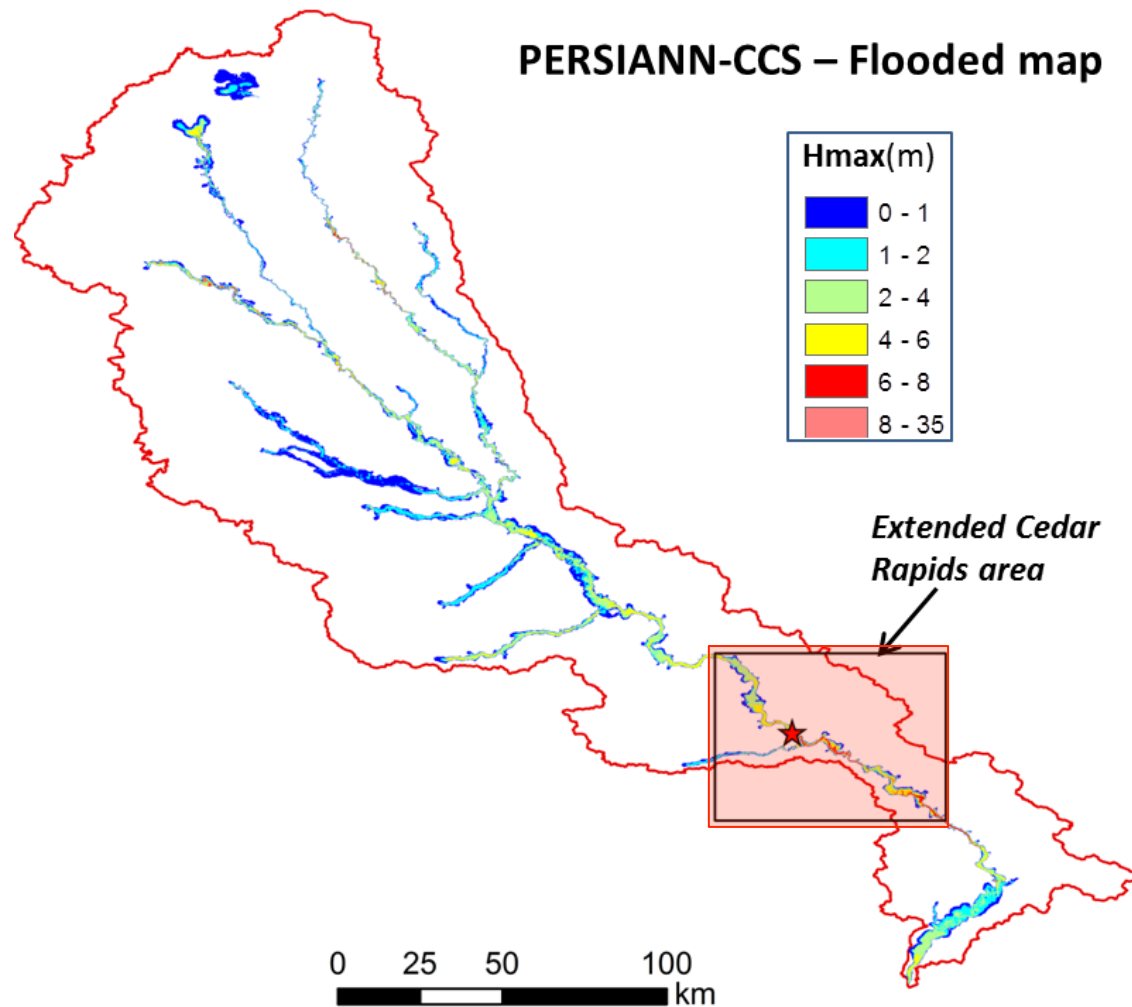 PERSIANN-CCS – Flooded map
Hmax(m)
0 - 1
1 - 2
2 - 4
4 - 6
6 - 8
8 - 35
Extended Cedar
Rapids area
0 25 50 100
km